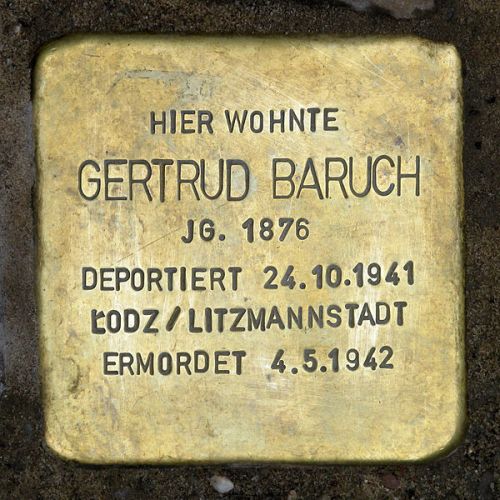 HIER WOHNTE
GERTRUD BARUCH
JG. 1876
DEPORTIERT 24.10.1941
ŁODZ/LITZMANNSTADT
ERMORDET 4.5.1942